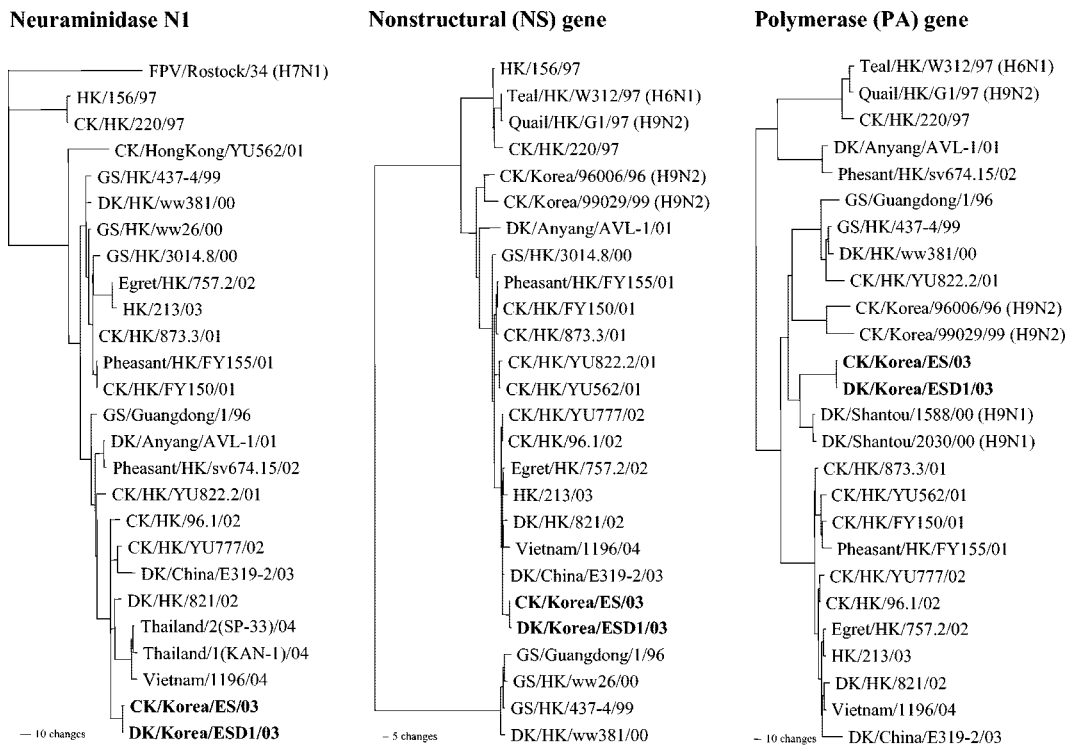 Neuraminidase N1
FPV/Rostock/34 (H7N1)
HK/156/97
CK/HK/220/97
CK/HongKong/YU562/01
GS/HK/437-4/99
DK/HK/ww381/00
GS/HK/ww26/00
GS/HK/3014.8/00
Egret/HK/757.2/02
HK/213/03
CK/HK/873.3/01
Pheasant/HK/FY155/01
CK/HK/FY150/01
GS/Guangdong/1/96
DK/Anyang/AVL-1/01
Pheasant/HK/sv674.15/02
CK/HK/YU822.2/01
CK/HK/96.1/02
CK/HK/YU777/02
DK/China/E319-2/03
DK/HK/821/02
Thailand/2(SP-33)/04
Thailand/1(KAN-1)/04
Vietnam/1196/04
CK/Korea/ES/03
DK/Korea/ESD1/03
10 changes
Nonstructural (NS) gene
HK/156/97
Teal/HK/W312/97 (H6N1)
Quail/HK/G1/97 (H9N2)
CK/HK/220/97
CK/Korea/96006/96 (H9N2)
CK/Korea/99029/99 (H9N2)
DK/Anyang/AVL-1/01
GS/HK/3014.8/00
Pheasant/HK/FY155/01
CK/HK/FY150/01
CK/HK/873.3/01
CK/HK/YU822.2/01
CK/HK/YU562/01
CK/HK/YU777/02
CK/HK/96.1/02
Egret/HK/757.2/02
HK/213/03
DK/HK/821/02
Vietnam/1196/04
DK/China/E319-2/03
CK/Korea/ES/03
DK/Korea/ESD1/03
GS/Guangdong/1/96
GS/HK/ww26/00
GS/HK/437-4/99
DK/HK/ww381/00
5 changes
Polymerase (PA) gene
Teal/HK/W312/97 (H6N1)
Quail/HK/G1/97 (H9N2)
CK/HK/220/97
DK/Anyang/AVL-1/01
Phesant/HK/sv674.15/02
GS/Guangdong/1/96
GS/HK/437-4/99
DK/HK/ww381/00
CK/HK/YU822.2/01
CK/Korea/96006/96 (H9N2)
CK/Korea/99029/99 (H9N2)
CK/Korea/ES/03
DK/Korea/ESD1/03
DK/Shantou/1588/00 (H9N1)
DK/Shantou/2030/00 (H9N1)
CK/HK/873.3/01
CK/HK/YU562/01
CK/HK/FY150/01
Pheasant/HK/FY155/01
CK/HK/YU777/02
CK/HK/96.1/02
Egret/HK/757.2/02
HK/213/03
DK/HK/821/02
Vietnam/1196/04
DK/China/E319-2/03
10 changes